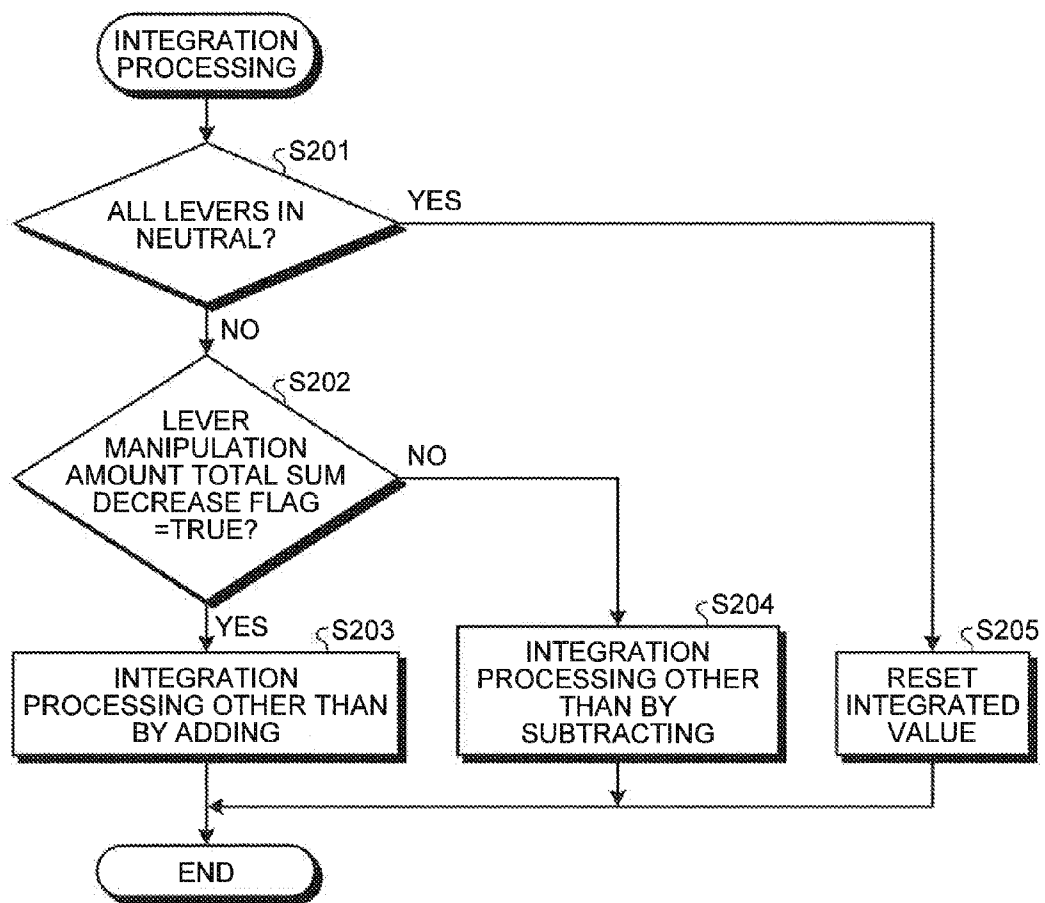 INTEGRATION
PROCESSING
S201
ALL LEVERS IN
NEUTRAL?
YES
NO
S202
LEVER
MANIPULATION
AMOUNT TOTAL SUM
DECREASE FLAG
=TRUE?
NO
YES
S203
INTEGRATION
PROCESSING OTHER THAN
BY ADDING
S204
INTEGRATION
PROCESSING OTHER
THAN BY
SUBTRACTING
S205
RESET
INTEGRATED
VALUE
END